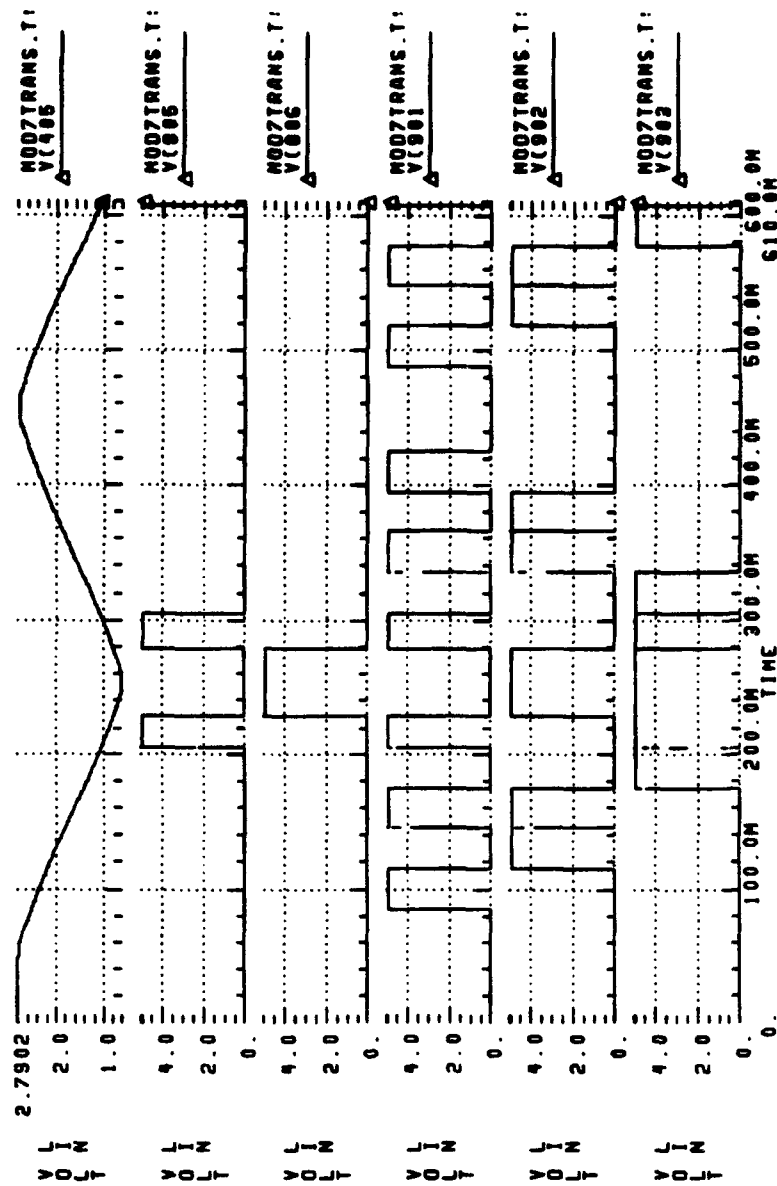 MOD7TRANS.T:
V(405
MOD7TRANS.T:
V(805
MOD7TRANS.T:
V(806
MOD7TRANS.T:
V(901
MOD7TRANS.T:
V(902
MOD7TRANS.T:
V(903
2.7902
2.0
1.0
VOLT
LIN
4.0
2.0
0.
VOLT
LIN
4.0
2.0
0.
VOLT
LIN
4.0
2.0
0.
VOLT
LIN
4.0
2.0
0.
VOLT
LIN
4.0
2.0
0.
VOLT
LIN
0.
100.0M
200.0M
300.0M
400.0M
500.0M
600.0M
610.0M
TIME